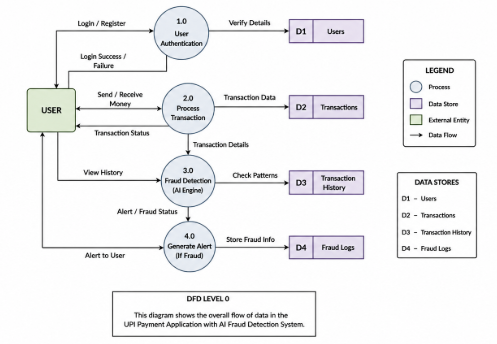 Login / Register
1.0
User
Authentication
Verify Details
D1
Users
Login Success /
Failure
USER
Send / Receive
Money
2.0
Process
Transaction
Transaction Data
D2
Transactions
Transaction Status
Transaction Details
View History
3.0
Fraud Detection
(AI Engine)
Check Patterns
D3
Transaction
History
Alert / Fraud Status
4.0
Generate Alert
(If Fraud)
Store Fraud Info
D4
Fraud Logs
Alert to User
LEGEND
Process
Data Store
External Entity
Data Flow
DATA STORES
D1 – Users
D2 – Transactions
D3 – Transaction History
D4 – Fraud Logs
DFD LEVEL 0
This diagram shows the overall flow of data in the
UPI Payment Application with AI Fraud Detection System.